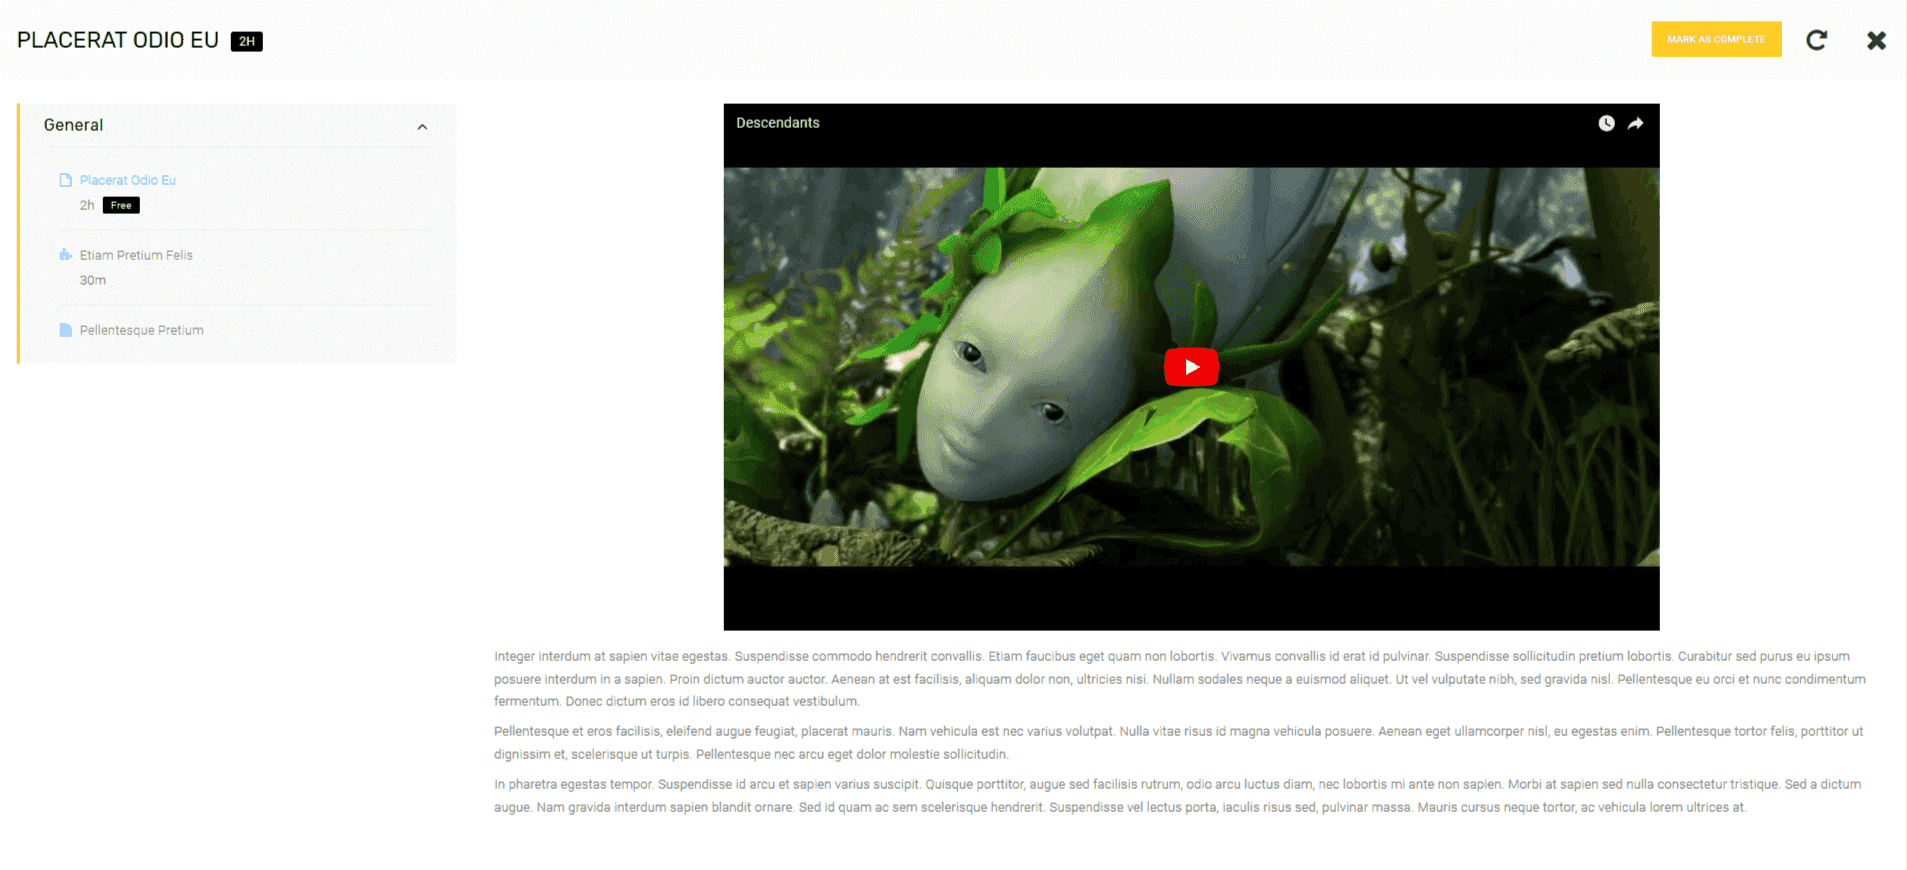 PLACERAT ODIO EU 2H
MARK AS COMPLETE
General
Placerat Odio Eu
2h Free
Etiam Pretium Felis
30m
Pellentesque Pretium
Descendants
Integer interdum at sapien vitae egestas. Suspendisse commodo hendrerit convallis. Etiam faucibus eget quam non lobortis. Vivamus convallis id erat id pulvinar. Suspendisse sollicitudin pretium lobortis. Curabitur sed purus eu ipsum
posuere interdum in a sapien. Proin dictum auctor auctor. Aenean at est facilisis, aliquam dolor non, ultricies nisi. Nullam sodales neque a euismod aliquet. Ut vel vulputate nibh, sed gravida nisl. Pellentesque eu orci et nunc condimentum
fermentum. Donec dictum eros id libero consequat vestibulum.
Pellentesque et eros facilisis, eleifend augue feugiat, placerat mauris. Nam vehicula est nec varius volutpat. Nulla vitae risus id magna vehicula posuere. Aenean eget ullamcorper nisl, eu egestas enim. Pellentesque tortor felis, porttitor ut
dignissim et, scelerisque ut turpis. Pellentesque nec arcu eget dolor molestie sollicitudin.
In pharetra egestas tempor. Suspendisse id arcu et sapien varius suscipit. Quisque porttitor, augue sed facilisis rutrum, odio arcu luctus diam, nec lobortis mi ante non sapien. Morbi at sapien sed nulla consectetur tristique. Sed a dictum
augue. Nam gravida interdum sapien blandit ornare. Sed id quam ac sem scelerisque hendrerit. Suspendisse vel lectus porta, iaculis risus sed, pulvinar massa. Mauris cursus neque tortor, ac vehicula lorem ultrices at.